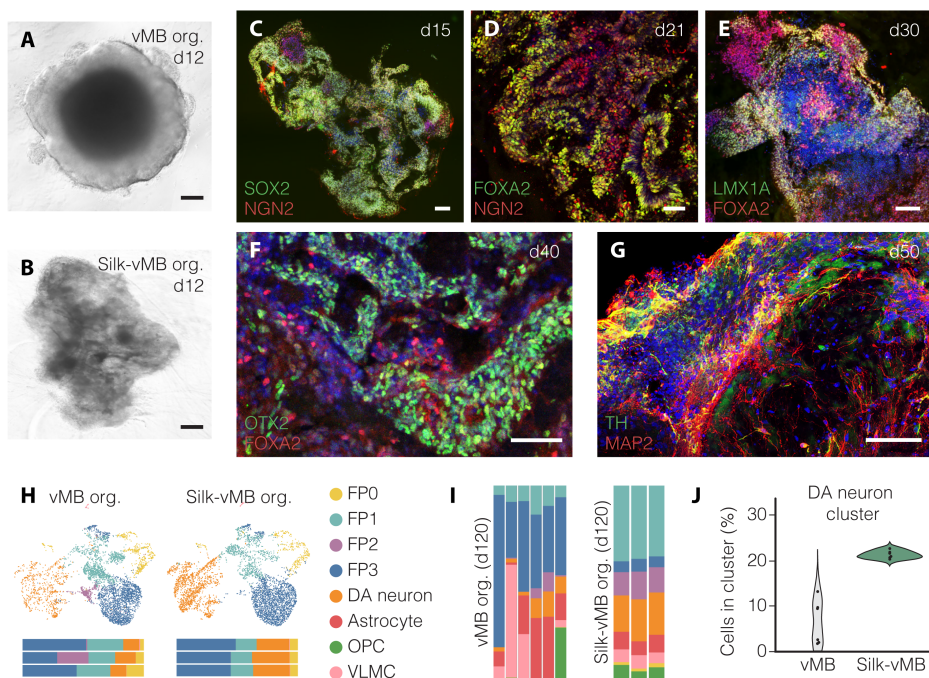 A
vMB org.
d12
B
Silk-vMB org.
d12
C
d15
SOX2
NGN2
D
d21
FOXA2
NGN2
E
d30
LMX1A
FOXA2
F
d40
OTX2
FOXA2
G
d50
TH
MAP2
H
vMB org.
Silk-vMB org.
FP0
FP1
FP2
FP3
DA neuron
Astrocyte
OPC
VLMC
I
vMB org. (d120)
Silk-vMB org. (d120)
J
DA neuron
cluster
Cells in cluster (%)
30
20
10
0
vMB
Silk-vMB